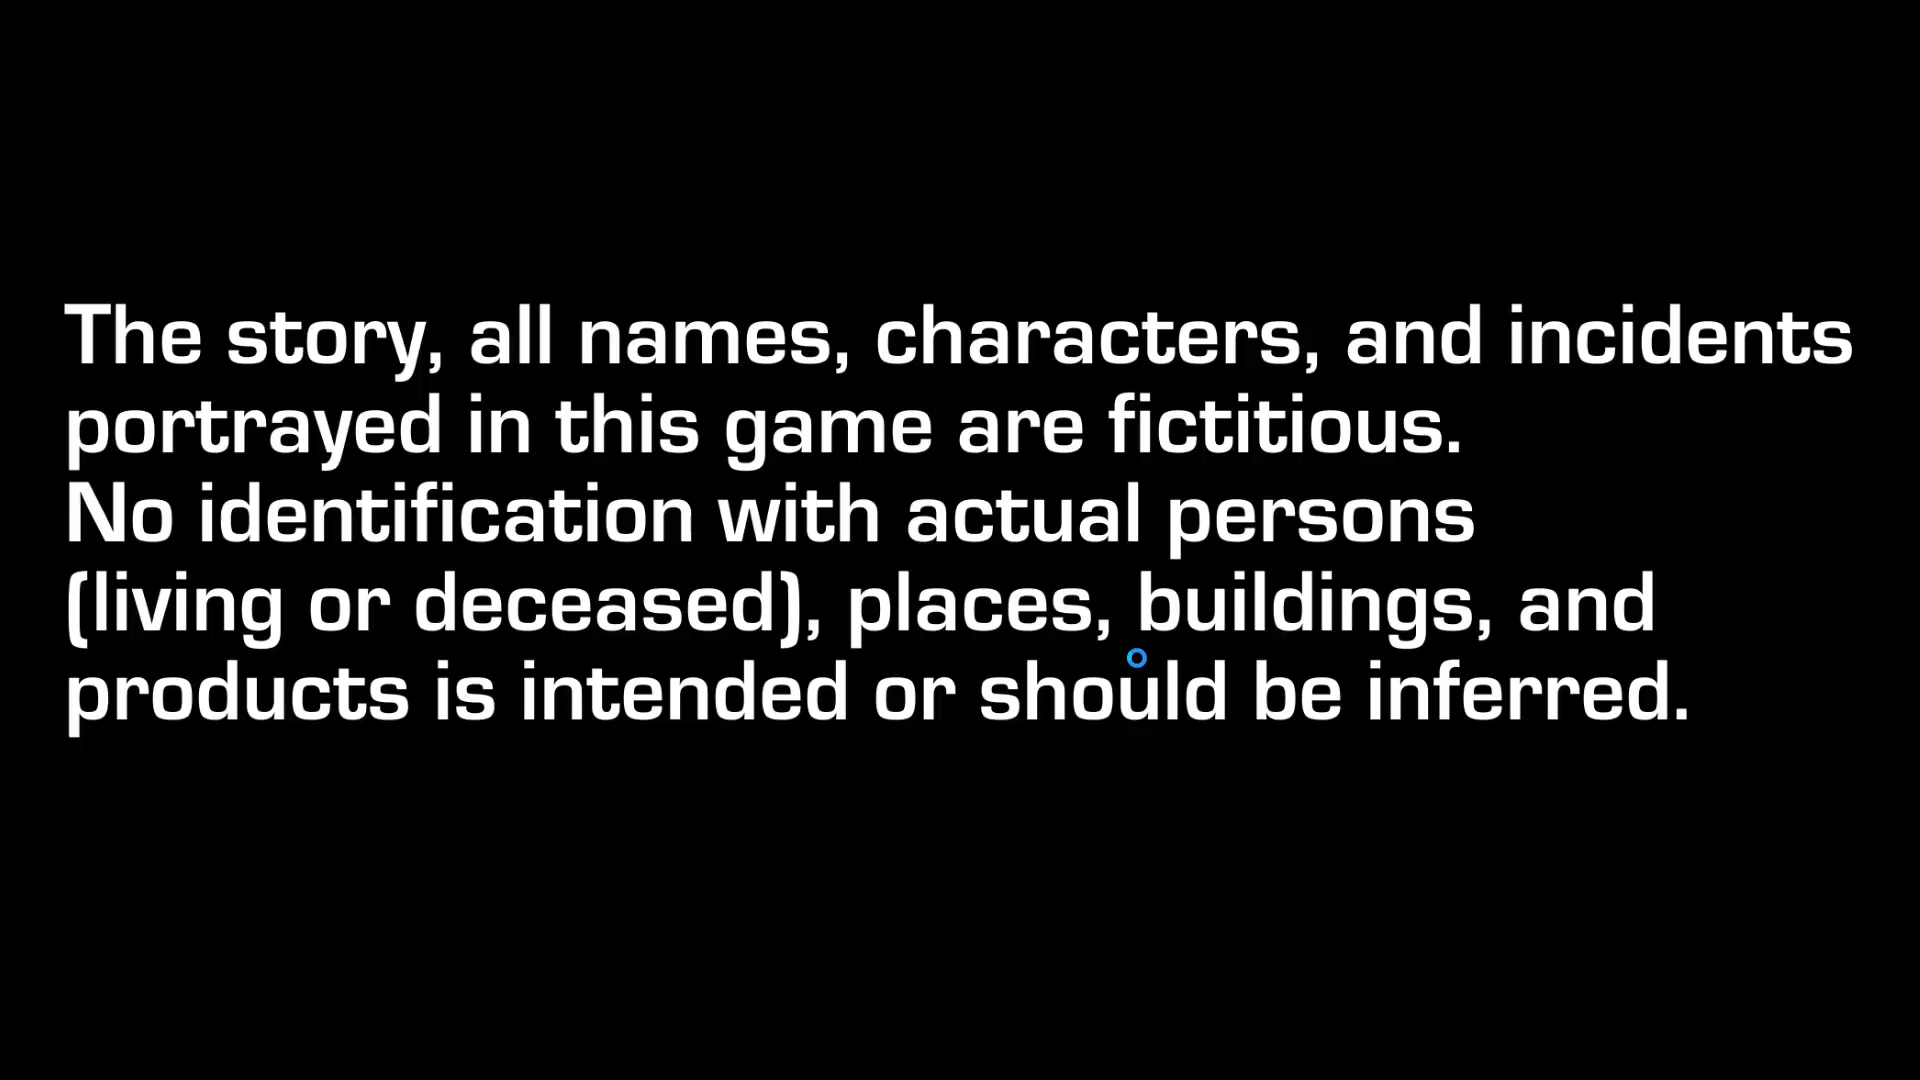 The story, all names, characters, and incidents
portrayed in this game are fictitious.
No identification with actual persons
(living or deceased), places, buildings, and
products is intended or should be inferred.